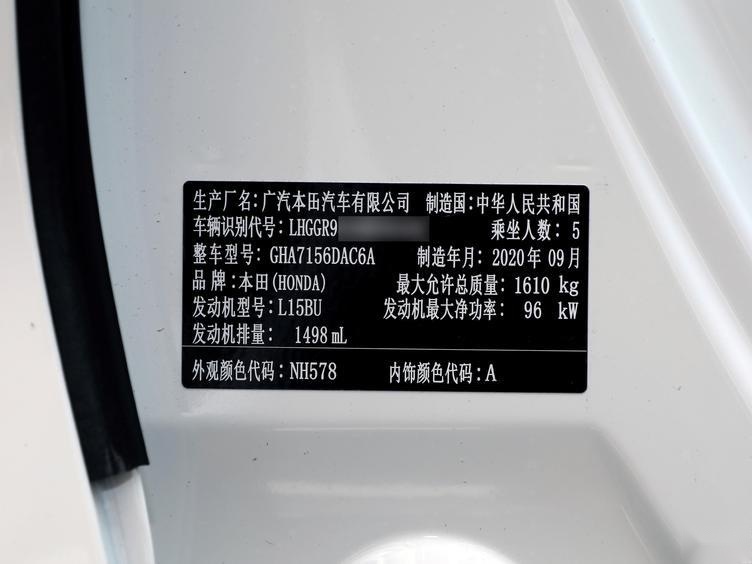 生产厂名:广汽本田汽车有限公司 制造国:中华人民共和国
车辆识别代号:LHGGR9 乘坐人数:5
整车型号:GHA7156DAC6A 制造年月:2020年09月
品牌:本田(HONDA) 最大允许总质量:1610 kg
发动机型号:L15BU 发动机最大净功率:96 kW
发动机排量:1498mL
外观颜色代码:NH578 内饰颜色代码:A